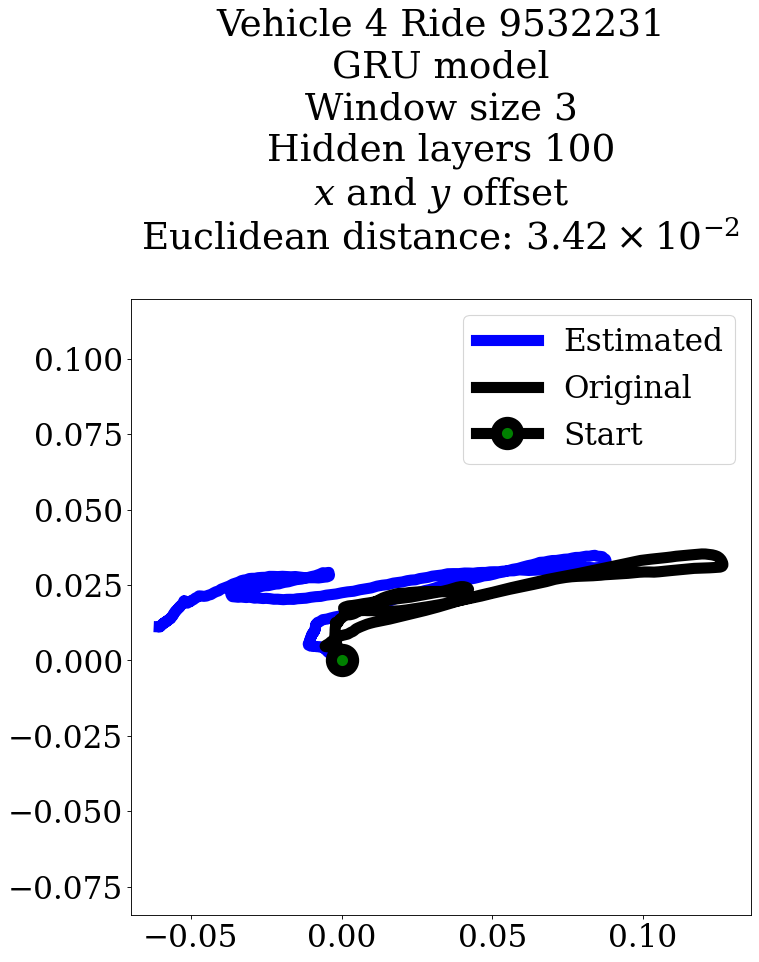 Vehicle 4 Ride 9532231
GRU model
Window size 3
Hidden layers 100
x and y offset
Euclidean distance: 3.42 × 10⁻²
Estimated
Original
Start
0.100
0.075
0.050
0.025
0.000
−0.025
−0.050
−0.075
−0.05 0.00 0.05 0.10